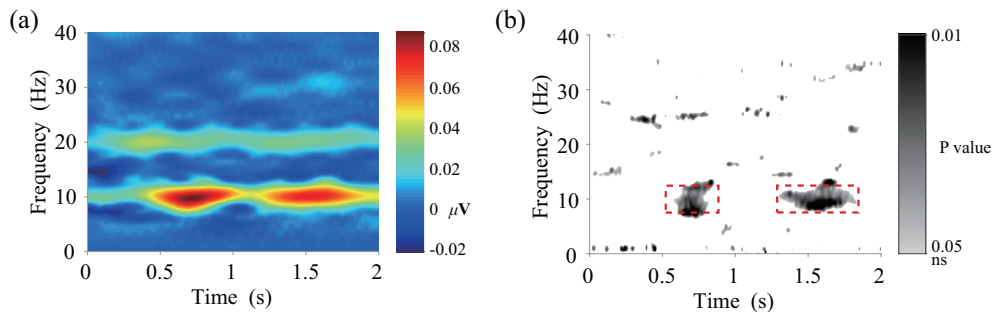 (a)
Frequency (Hz)
40
30
20
10
0
0 0.5 1 1.5 2
Time (s)
0.08
0.06
0.04
0.02
0 μV
-0.02
(b)
Frequency (Hz)
40
30
20
10
0
0 0.5 1 1.5 2
Time (s)
0.01
P value
0.05
ns